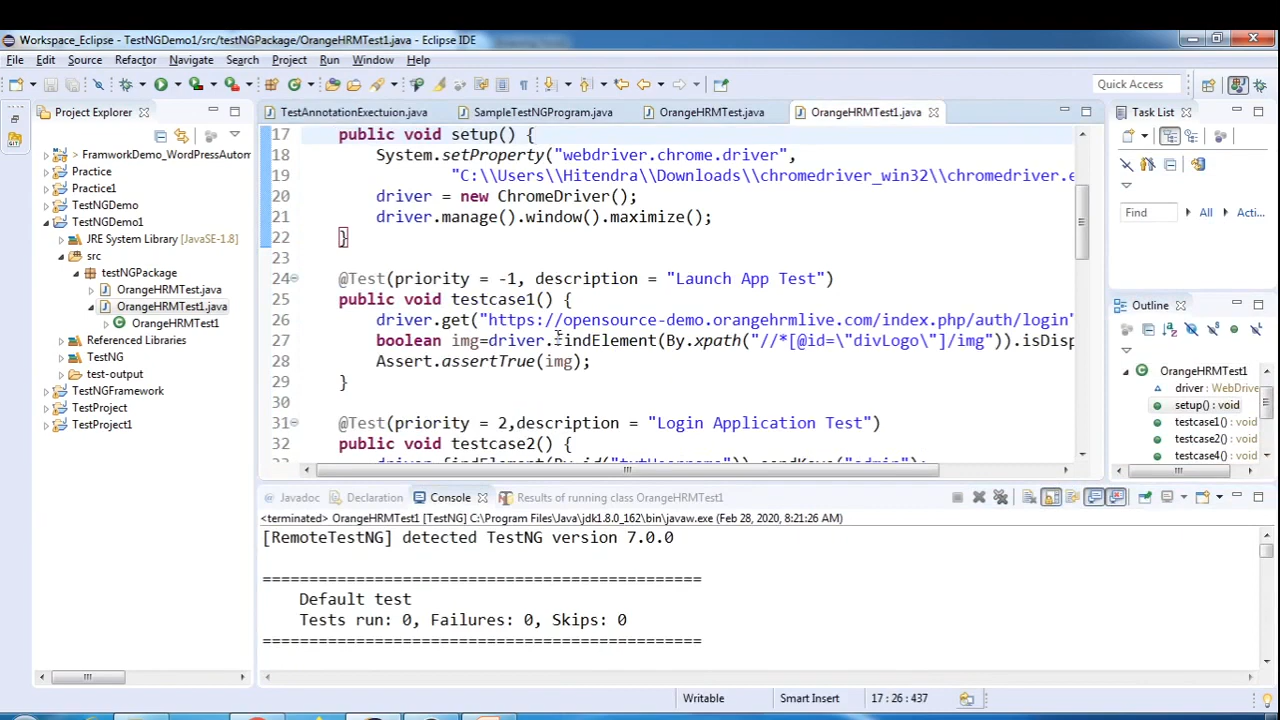 Workspace_Eclipse - TestNGDemo1/src/testNGPackage/OrangeHRMTest1.java - Eclipse IDE
File Edit Source Refactor Navigate Search Project Run Window Help
Quick Access
Project Explorer
TestAnnotationExectuion.java SampleTestNGProgram.java OrangeHRMTest.java OrangeHRMTest1.java
Task List
> FramworkDemo_WordPressAutom
Practice
Practice1
TestNGDemo
TestNGDemo1
JRE System Library [JavaSE-1.8]
src
testNGPackage
OrangeHRMTest.java
OrangeHRMTest1.java
OrangeHRMTest1
Referenced Libraries
TestNG
test-output
TestNGFramework
TestProject
TestProject1
17 public void setup() {
18 System.setProperty("webdriver.chrome.driver",
19 "C:\\Users\\Hitendra\\Downloads\\chromedriver_win32\\chromedriver.e
20 driver = new ChromeDriver();
21 driver.manage().window().maximize();
22 }
23
24 @Test(priority = -1, description = "Launch App Test")
25 public void testcase1() {
26 driver.get("https://opensource-demo.orangehrmlive.com/index.php/auth/login"
27 boolean img=driver.findElement(By.xpath("//*[@id=\"divLogo\"]/img")).isDisp
28 Assert.assertTrue(img);
29 }
30
31 @Test(priority = 2,description = "Login Application Test")
32 public void testcase2() {
Find All Acti...
Outline
OrangeHRMTest1
driver : WebDrive
setup() : void
testcase1() : void
testcase2() : void
testcase4() : void
Javadoc Declaration Console Results of running class OrangeHRMTest1
<terminated> OrangeHRMTest1 [TestNG] C:\Program Files\Java\jdk1.8.0_162\bin\javaw.exe (Feb 28, 2020, 8:21:26 AM)
[RemoteTestNG] detected TestNG version 7.0.0
===============================================
Default test
Tests run: 0, Failures: 0, Skips: 0
===============================================
Writable Smart Insert 17 : 26 : 437